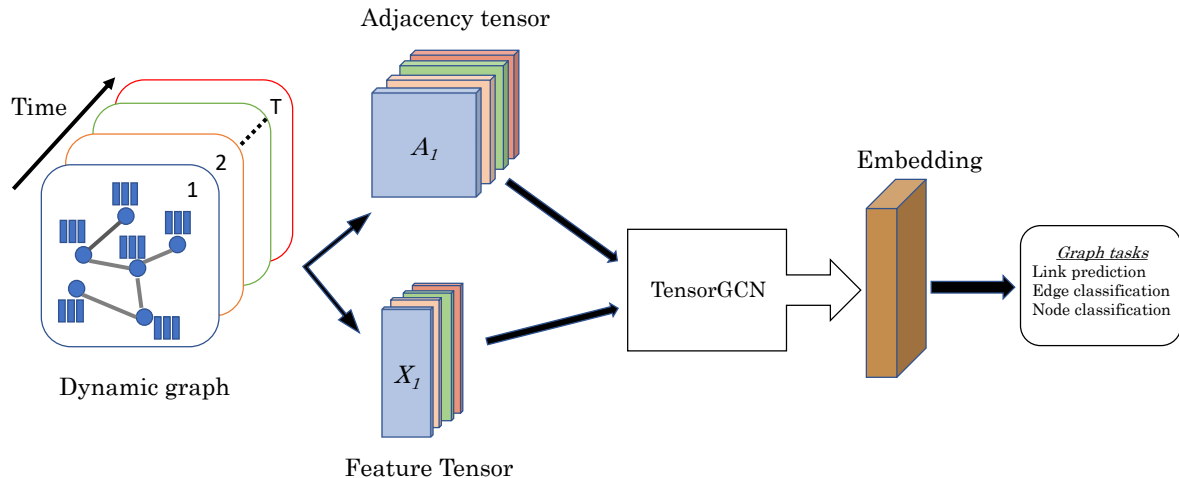 Adjacency tensor
Time
T
2
1
A₁
Embedding
Graph tasks
Link prediction
Edge classification
Node classification
TensorGCN
X₁
Dynamic graph
Feature Tensor